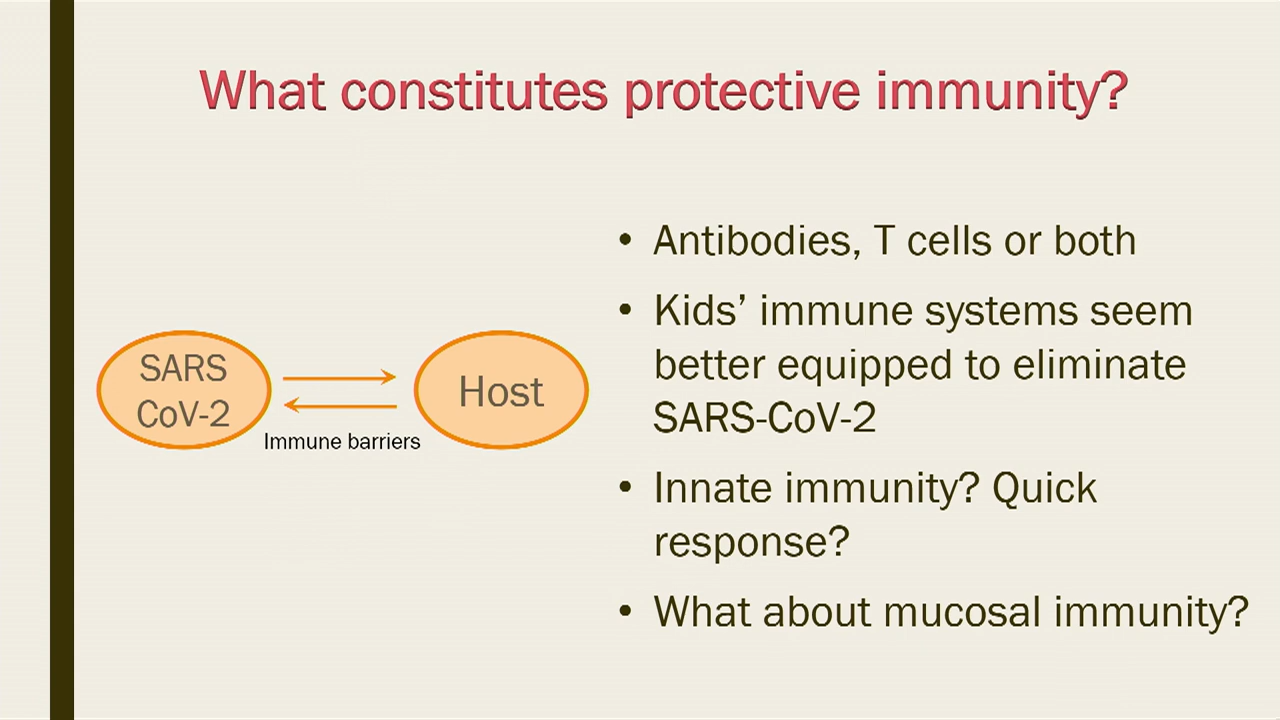 What constitutes protective immunity?
SARS
CoV-2
Host
Immune barriers
• Antibodies, T cells or both
• Kids’ immune systems seem
better equipped to eliminate
SARS-CoV-2
• Innate immunity? Quick
response?
• What about mucosal immunity?